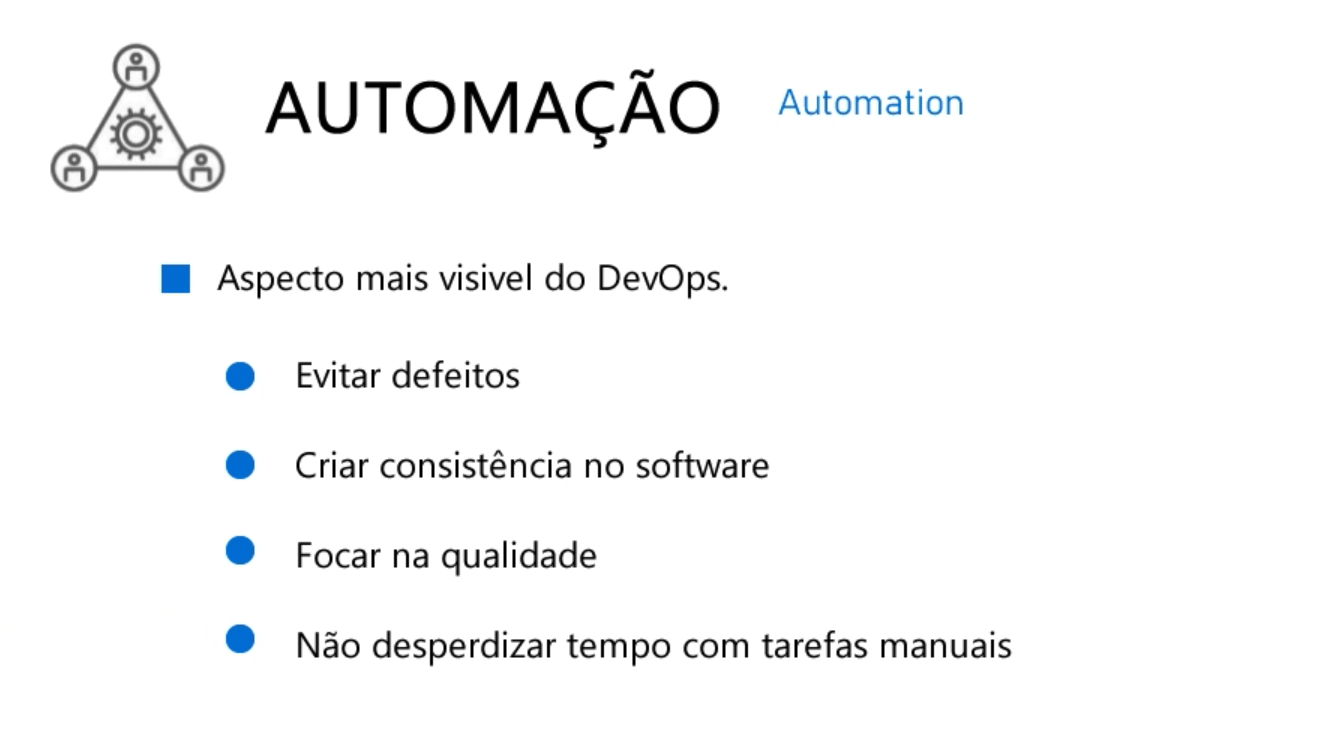 AUTOMAÇÃO Automation
Aspecto mais visivel do DevOps.
Evitar defeitos
Criar consistência no software
Focar na qualidade
Não desperdizar tempo com tarefas manuais